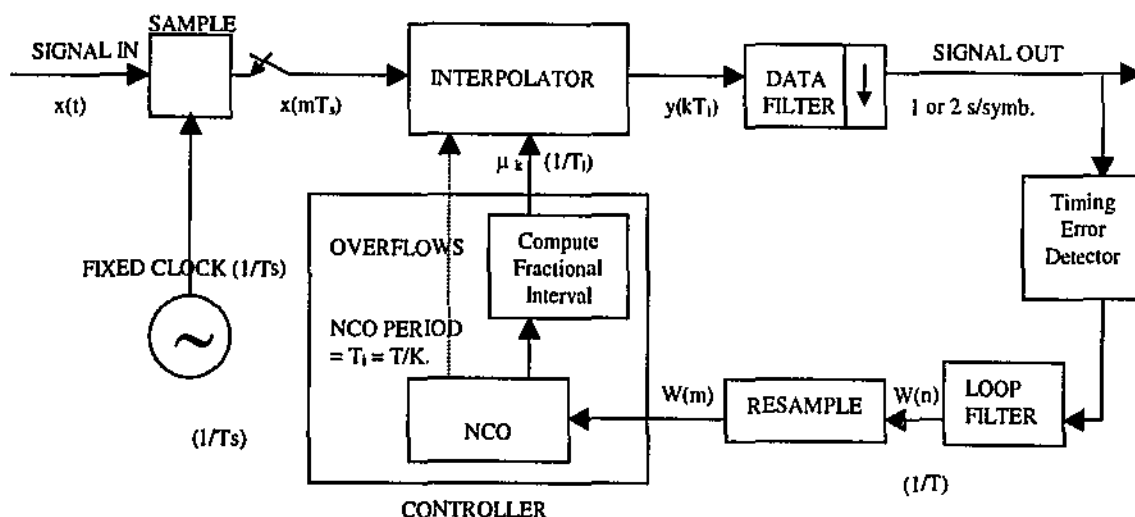 SAMPLE
SIGNAL IN
x(t)
x(mTs)
INTERPOLATOR
y(kTi)
DATA
FILTER
SIGNAL OUT
1 or 2 s/symb.
μk (1/Ti)
Timing
Error
Detector
OVERFLOWS
Compute
Fractional
Interval
FIXED CLOCK (1/Ts)
~
NCO PERIOD
= Ti = T/K.
(1/Ts)
NCO
W(m)
RESAMPLE
W(n)
LOOP
FILTER
(1/T)
CONTROLLER